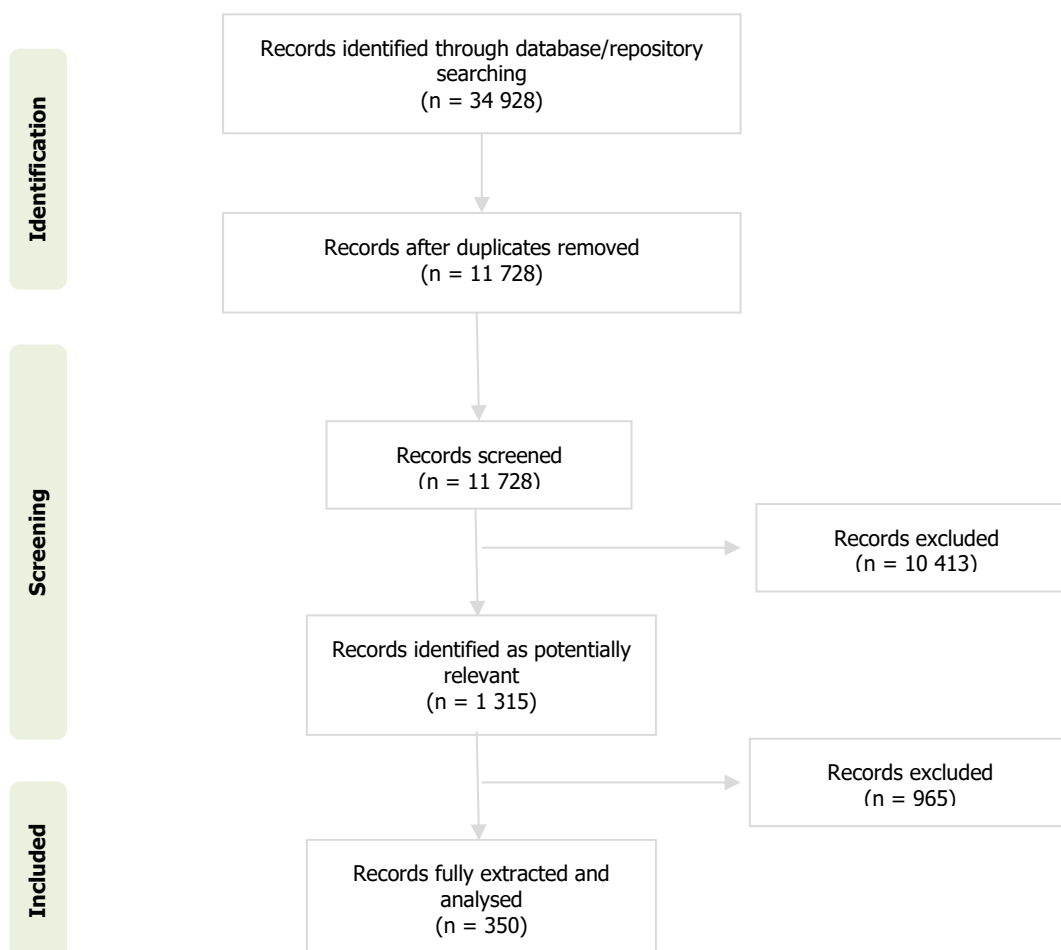 Identification
Records identified through database/repository
searching
(n = 34 928)
Records after duplicates removed
(n = 11 728)
Screening
Records screened
(n = 11 728)
Records excluded
(n = 10 413)
Records identified as potentially
relevant
(n = 1 315)
Records excluded
(n = 965)
Included
Records fully extracted and
analysed
(n = 350)